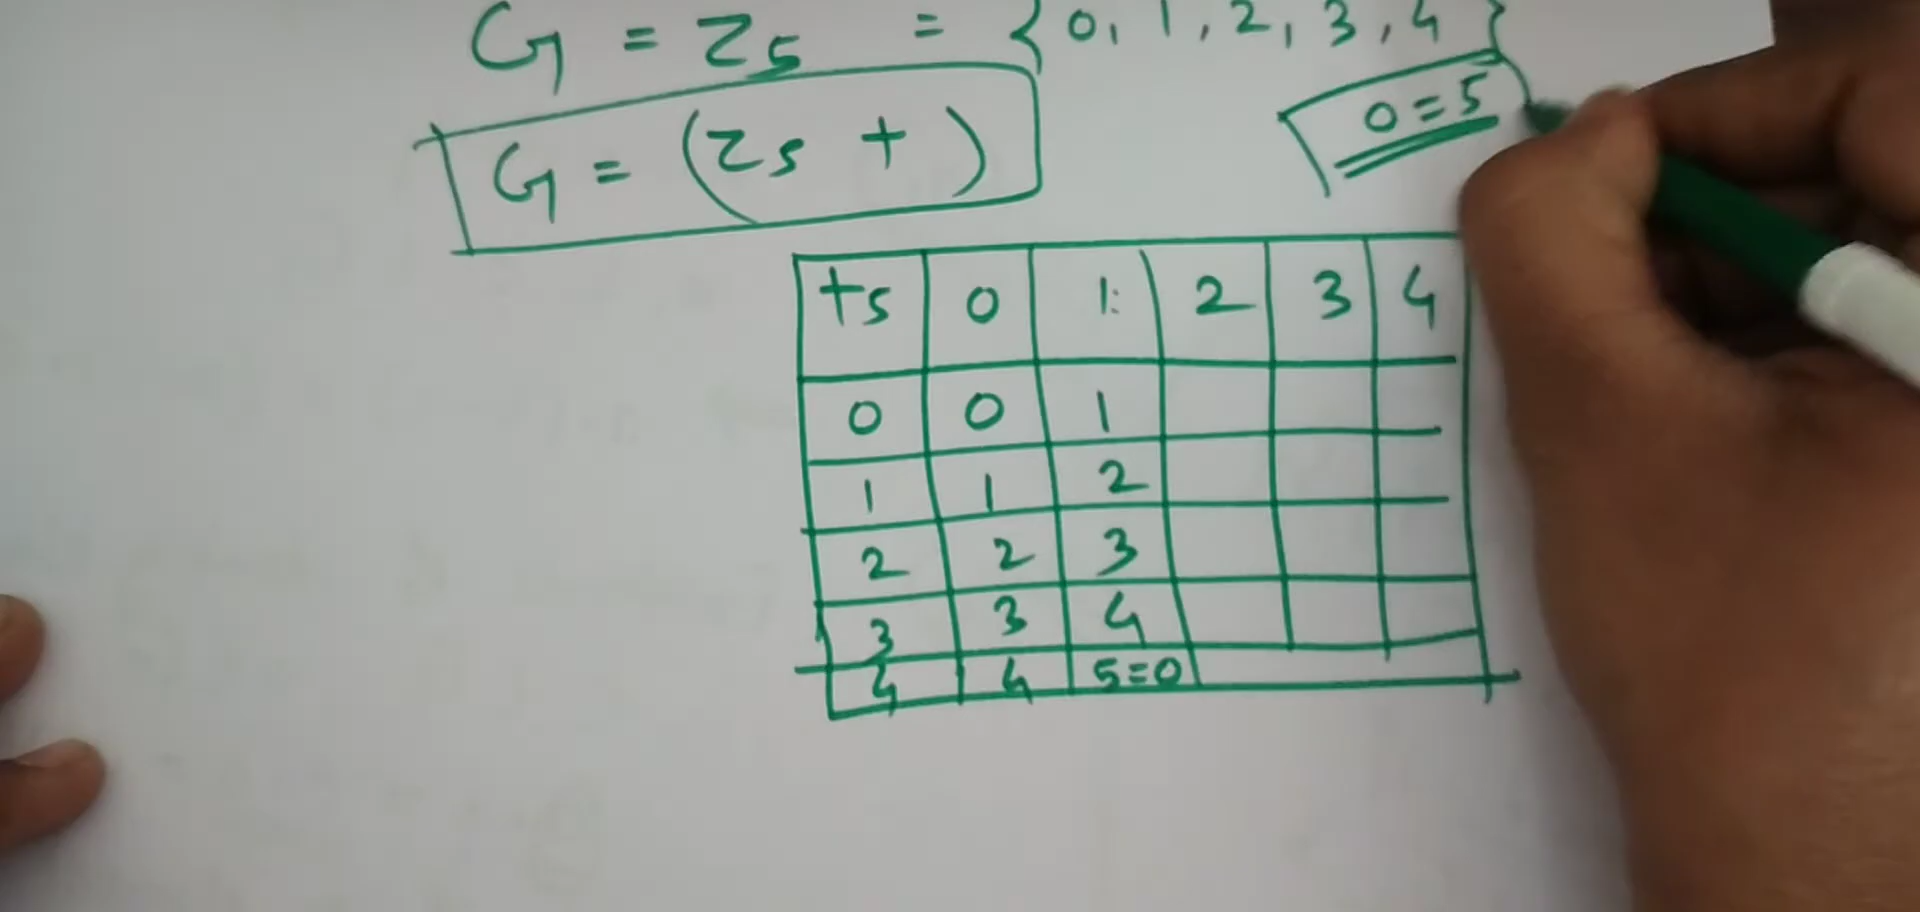 G = Z5 = {0, 1, 2, 3, 4}
G = (Z5 +)
0 = 5
+5 0 1 2 3 4
0 0 1
1 1 2
2 2 3
3 3 4
4 4 5=0